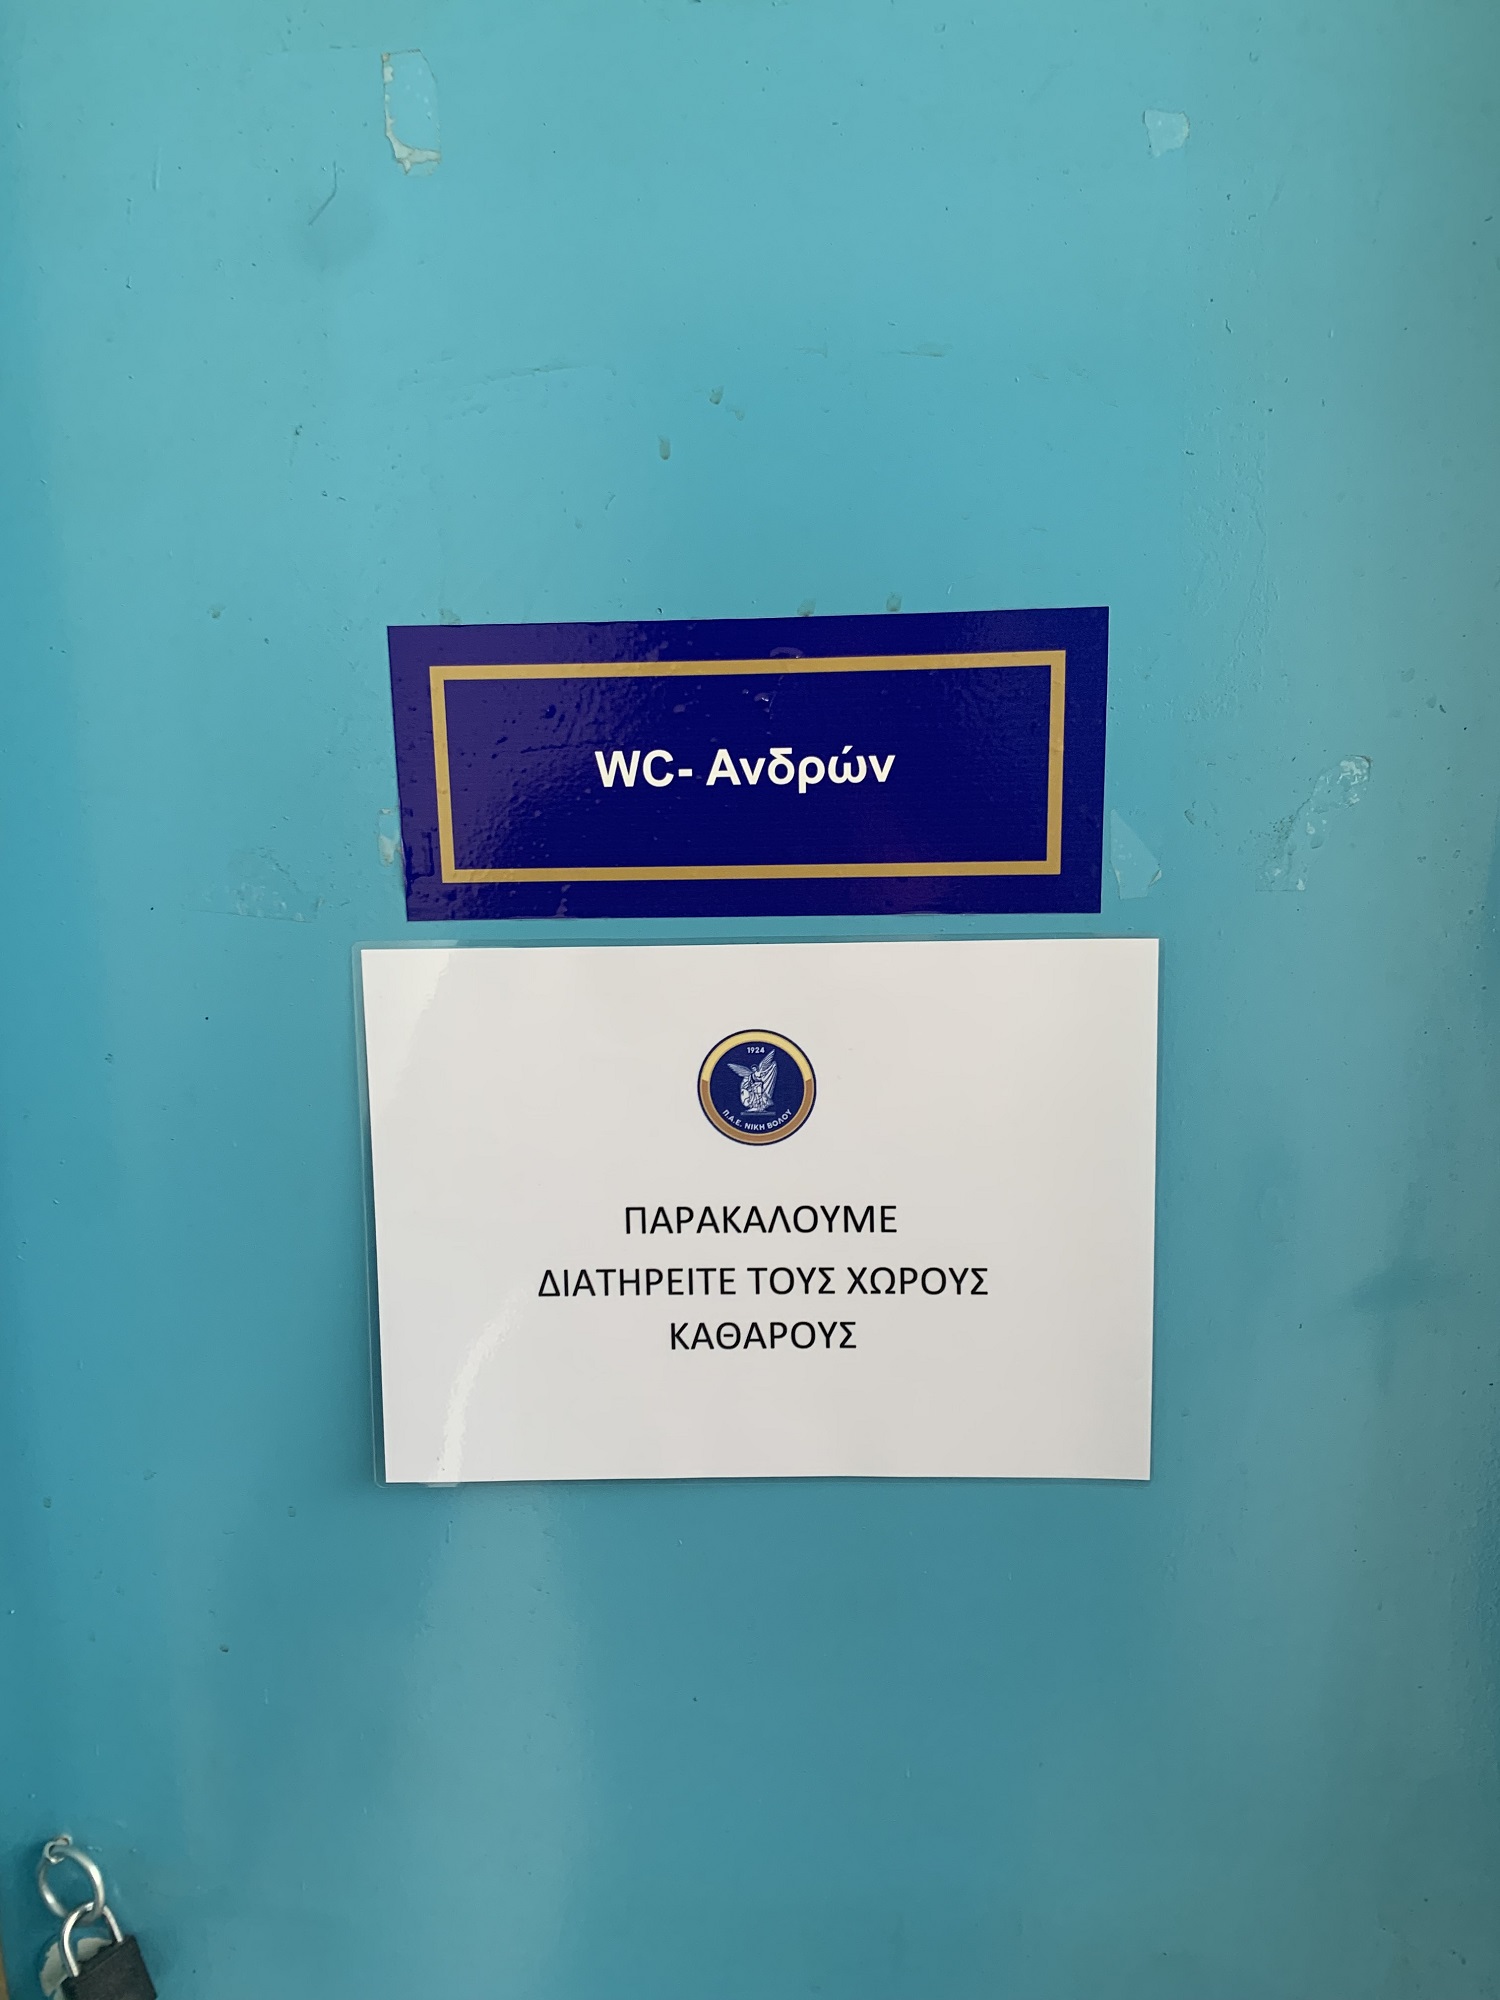 WC- Ανδρών
1924
Π.Α.Ε. ΝΙΚΗ ΒΟΛΟΥ
ΠΑΡΑΚΑΛΟΥΜΕ
ΔΙΑΤΗΡΕΙΤΕ ΤΟΥΣ ΧΩΡΟΥΣ
ΚΑΘΑΡΟΥΣ